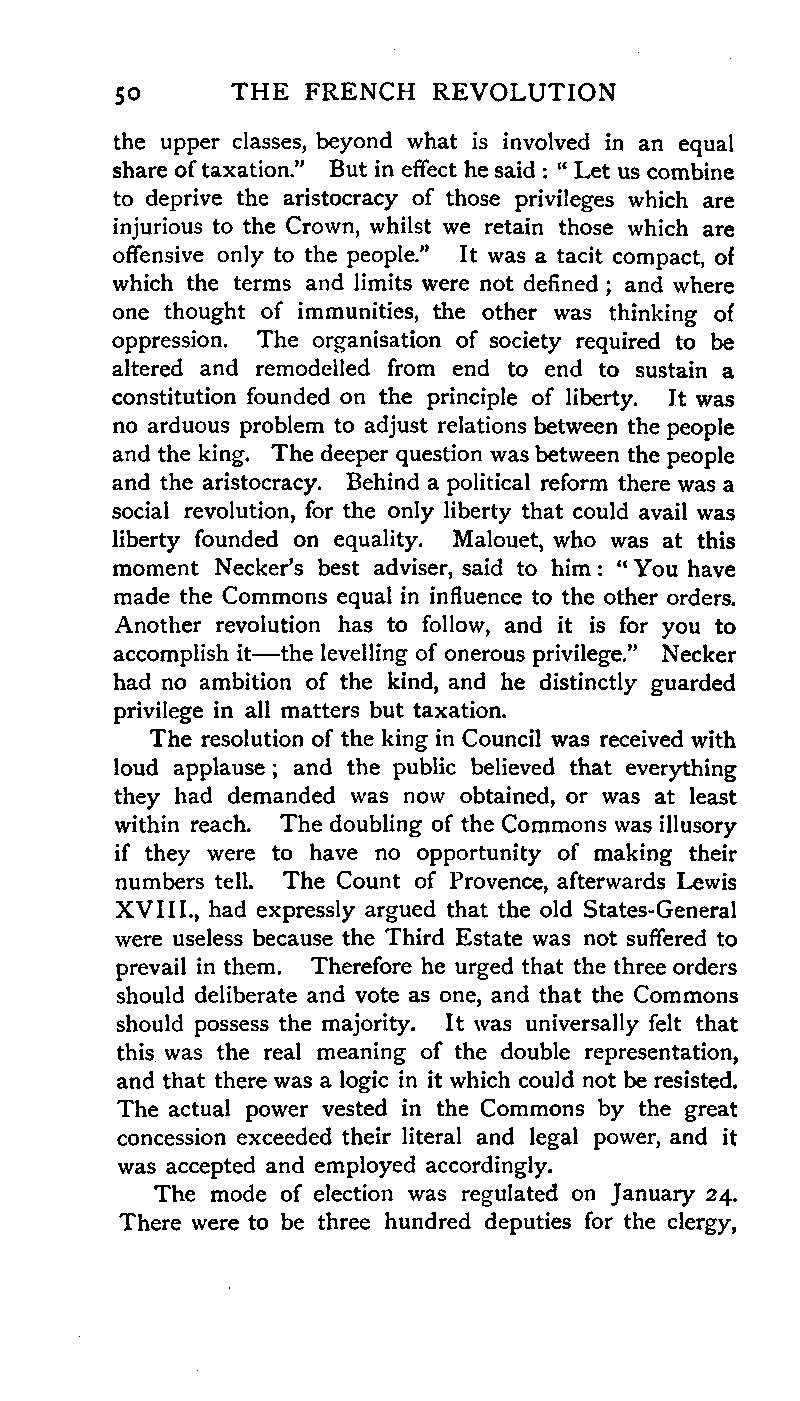 50 THE FRENCH REVOLUTION
the upper classes, beyond what is involved in an equal
share of taxation." But in effect he said : " Let us combine
to deprive the aristocracy of those privileges which are
injurious to the Crown, whilst we retain those which are
offensive only to the people." It was a tacit compact, of
which the terms and limits were not defined ; and where
one thought of immunities, the other was thinking of
oppression. The organisation of society required to be
altered and remodelled from end to end to sustain a
constitution founded on the principle of liberty. It was
no arduous problem to adjust relations between the people
and the king. The deeper question was between the people
and the aristocracy. Behind a political reform there was a
social revolution, for the only liberty that could avail was
liberty founded on equality. Malouet, who was at this
moment Necker's best adviser, said to him : " You have
made the Commons equal in influence to the other orders.
Another revolution has to follow, and it is for you to
accomplish it—the levelling of onerous privilege." Necker
had no ambition of the kind, and he distinctly guarded
privilege in all matters but taxation.
The resolution of the king in Council was received with
loud applause ; and the public believed that everything
they had demanded was now obtained, or was at least
within reach. The doubling of the Commons was illusory
if they were to have no opportunity of making their
numbers tell. The Count of Provence, afterwards Lewis
XVIII., had expressly argued that the old States-General
were useless because the Third Estate was not suffered to
prevail in them. Therefore he urged that the three orders
should deliberate and vote as one, and that the Commons
should possess the majority. It was universally felt that
this was the real meaning of the double representation,
and that there was a logic in it which could not be resisted.
The actual power vested in the Commons by the great
concession exceeded their literal and legal power, and it
was accepted and employed accordingly.
The mode of election was regulated on January 24.
There were to be three hundred deputies for the clergy,